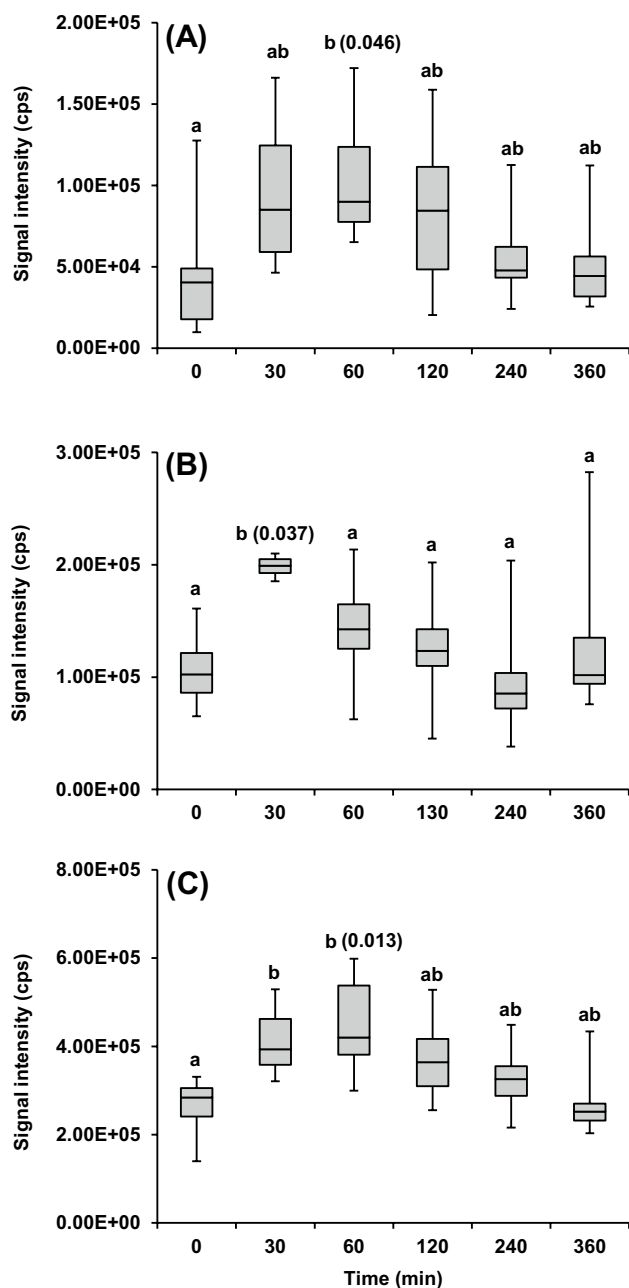 (A)
2.00E+05
1.50E+05
1.00E+05
5.00E+04
0.00E+00
Signal intensity (cps)
a
ab
b (0.046)
ab
ab
ab
0 30 60 120 240 360
(B)
3.00E+05
2.00E+05
1.00E+05
0.00E+00
Signal intensity (cps)
a
b (0.037)
a
a
a
a
0 30 60 130 240 360
(C)
8.00E+05
6.00E+05
4.00E+05
2.00E+05
0.00E+00
Signal intensity (cps)
a
b
b (0.013)
ab
ab
ab
0 30 60 120 240 360
Time (min)